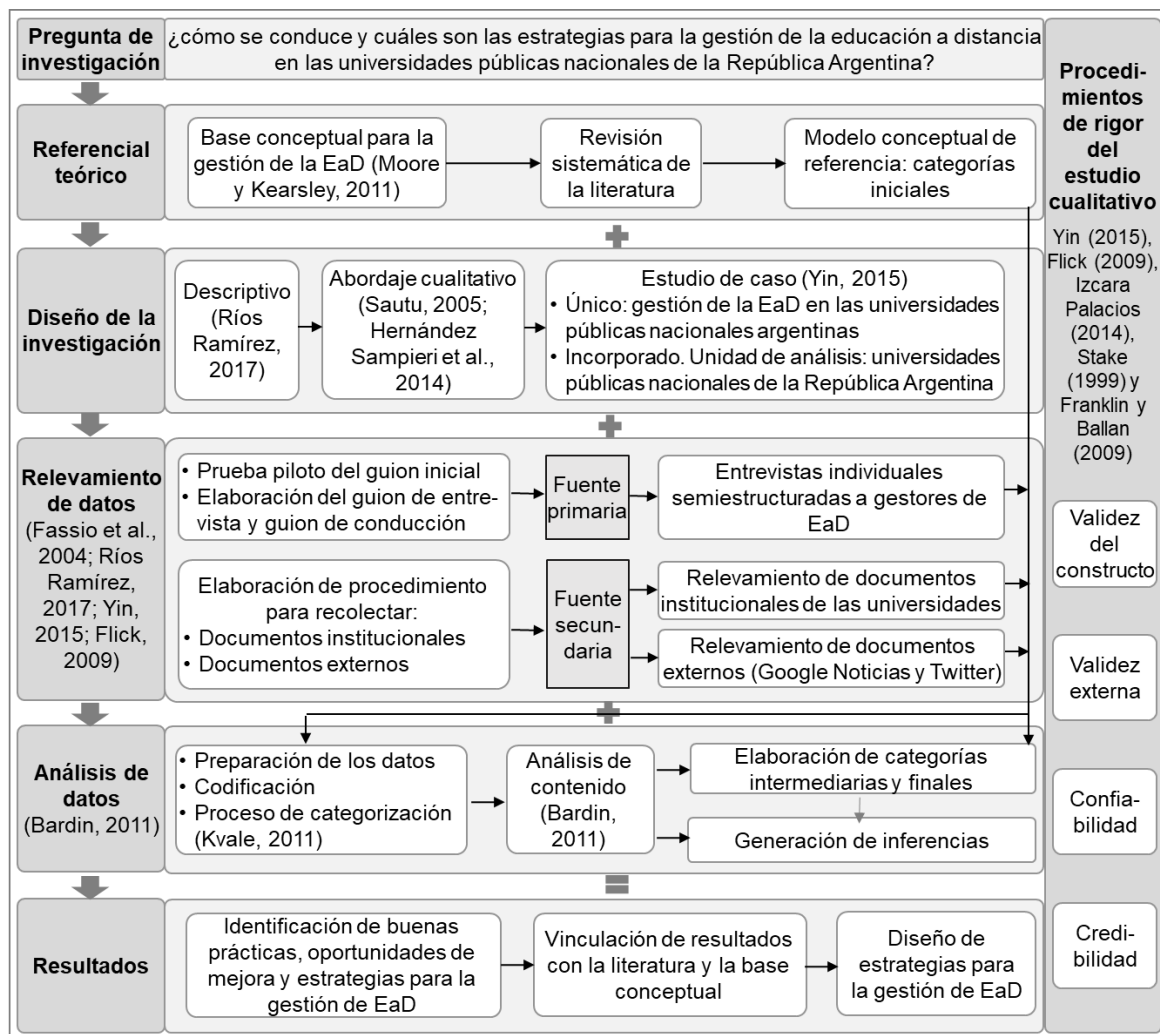 Pregunta de
investigación
¿cómo se conduce y cuáles son las estrategias para la gestión de la educación a distancia
en las universidades públicas nacionales de la República Argentina?
Referencial
teórico
Base conceptual para la
gestión de la EaD (Moore
y Kearsley, 2011)
Revisión
sistemática de
la literatura
Modelo conceptual de
referencia: categorías
iniciales
Diseño de la
investigación
Descriptivo
(Ríos
Ramírez,
2017)
Abordaje cualitativo
(Sautu, 2005;
Hernández
Sampieri et al.,
2014)
Estudio de caso (Yin, 2015)
• Único: gestión de la EaD en las universidades
públicas nacionales argentinas
• Incorporado. Unidad de análisis: universidades
públicas nacionales de la República Argentina
Relevamiento
de datos
(Fassio et al.,
2004; Ríos
Ramírez,
2017; Yin,
2015; Flick,
2009)
• Prueba piloto del guion inicial
• Elaboración del guion de entre-
vista y guion de conducción
Fuente
primaria
Entrevistas individuales
semiestructuradas a gestores de
EaD
Elaboración de procedimiento
para recolectar:
• Documentos institucionales
• Documentos externos
Fuente
secun-
daria
Relevamiento de documentos
institucionales de las universidades
Relevamiento de documentos
externos (Google Noticias y Twitter)
Análisis de
datos
(Bardin, 2011)
• Preparación de los datos
• Codificación
• Proceso de categorización
(Kvale, 2011)
Análisis de
contenido
(Bardin,
2011)
Elaboración de categorías
intermediarias y finales
Generación de inferencias
Resultados
Identificación de buenas
prácticas, oportunidades de
mejora y estrategias para la
gestión de EaD
Vinculación de resultados
con la literatura y la base
conceptual
Diseño de
estrategias para
la gestión de EaD
Procedi-
mientos
de rigor
del
estudio
cualitativo
Yin (2015),
Flick (2009),
Izcara
Palacios
(2014),
Stake
(1999) y
Franklin y
Ballan
(2009)
Validez
del
constructo
Validez
externa
Confia-
bilidad
Credi-
bilidad